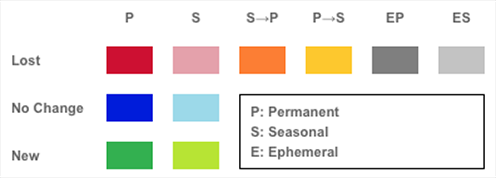 P S S→P P→S EP ES
Lost
No Change
P: Permanent
S: Seasonal
E: Ephemeral
New